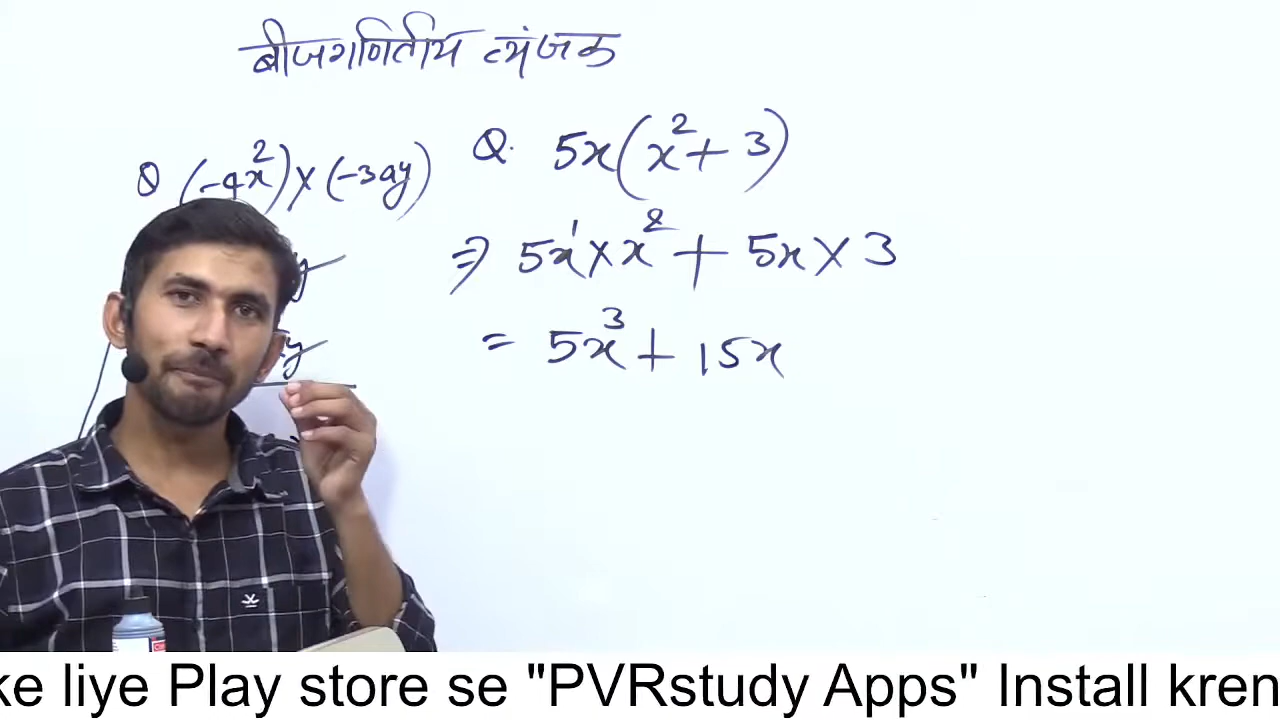 बीजगणितीय व्यंजक
Q (-4x²) × (-3ay)
Q. 5x(x² + 3)
⇒ 5x¹ × x² + 5x × 3
= 5x³ + 15x
ke liye Play store se "PVRstudy Apps" Install kren